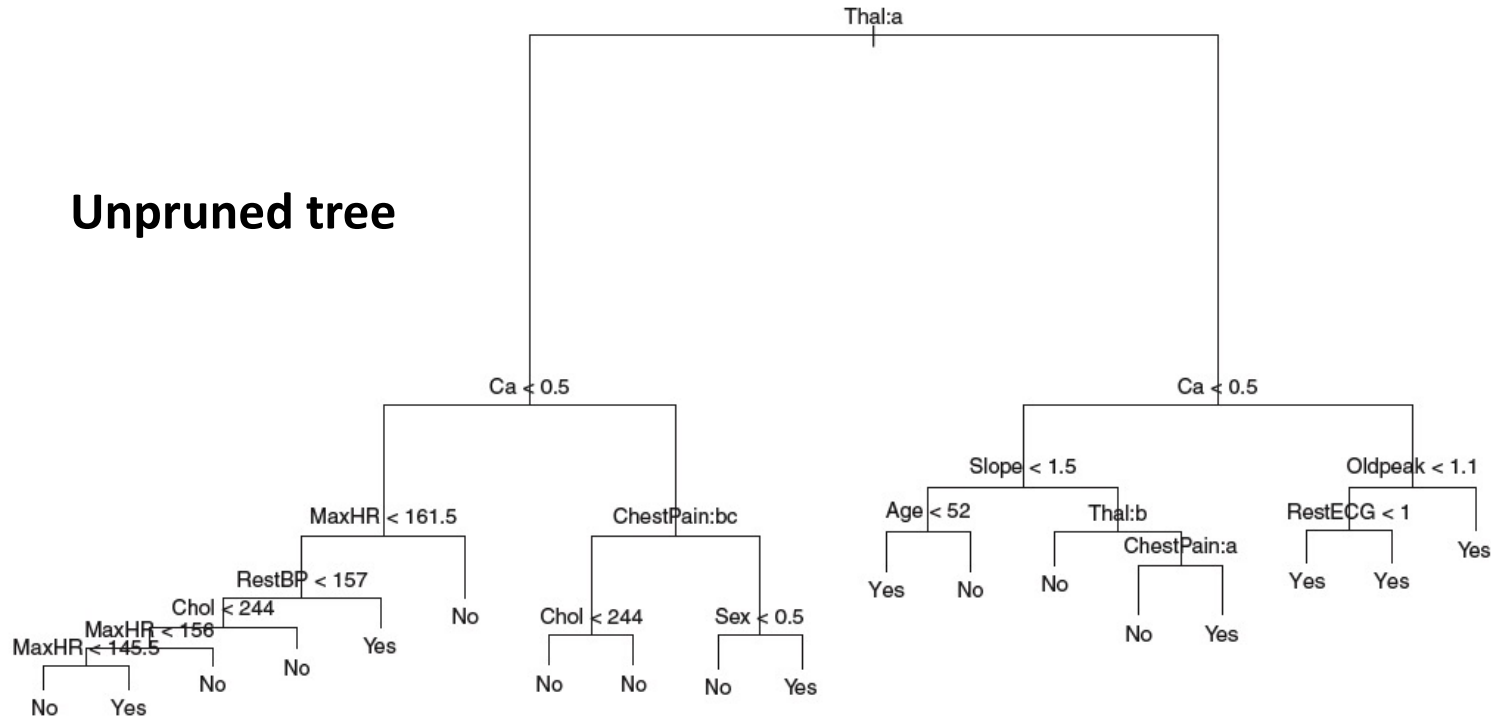 Thal:a
Unpruned tree
Ca < 0.5
Ca < 0.5
Slope < 1.5
Oldpeak < 1.1
MaxHR < 161.5
ChestPain:bc
Age < 52
Thal:b
RestECG < 1
ChestPain:a
Yes
RestBP < 157
Yes
No
No
Yes
Yes
Chol < 244
No
Chol < 244
Sex < 0.5
No
Yes
MaxHR < 156
Yes
MaxHR < 145.5
No
No
No
No
No
Yes
No
Yes